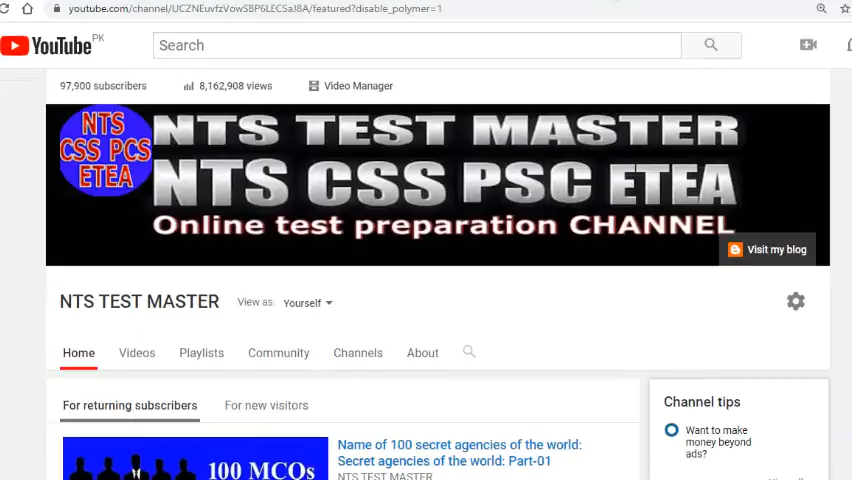 youtube.com/channel/UCZNEuvfzVowSBP6LECSaJ8A/featured?disable_polymer=1
YouTube PK
Search
97,900 subscribers 8,162,908 views Video Manager
NTS
CSS PCS
ETEA
NTS TEST MASTER
NTS CSS PSC ETEA
Online test preparation CHANNEL
Visit my blog
NTS TEST MASTER View as: Yourself
Home Videos Playlists Community Channels About
For returning subscribers For new visitors
Channel tips
Want to make
money beyond
ads?
100 MCQs
Name of 100 secret agencies of the world:
Secret agencies of the world: Part-01
NTS TEST MASTER